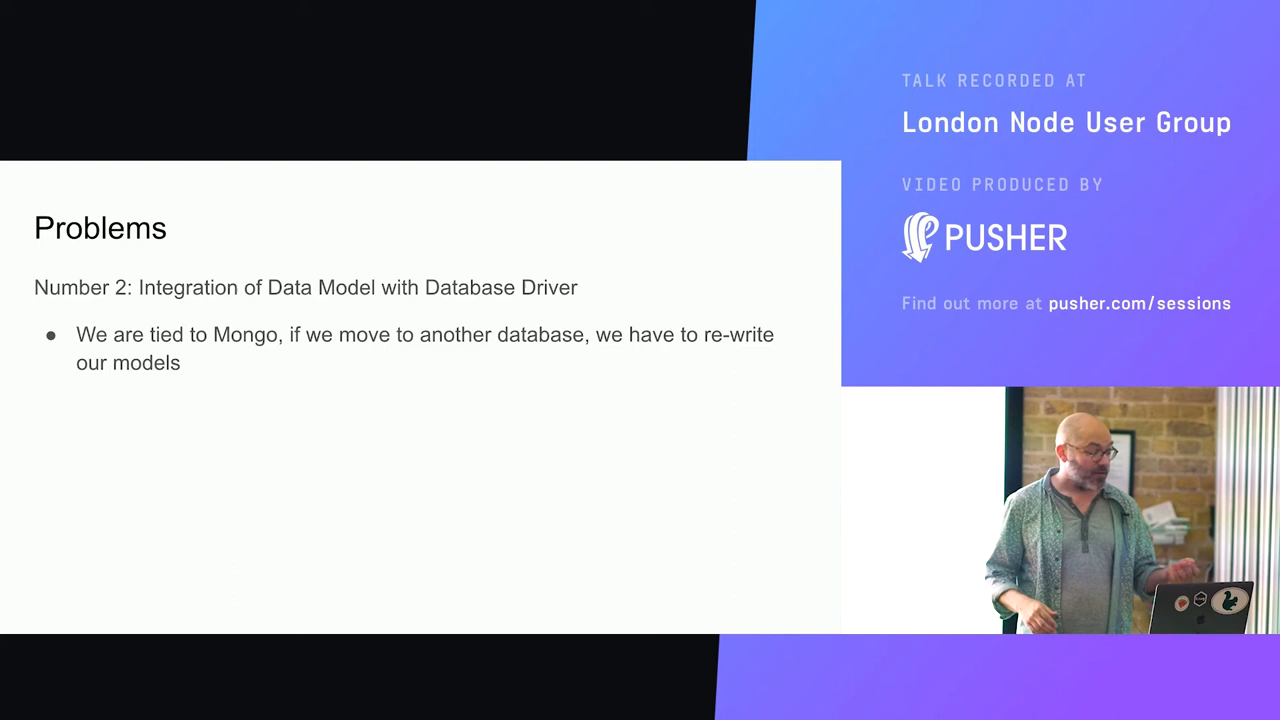 TALK RECORDED AT
London Node User Group
VIDEO PRODUCED BY
PUSHER
Find out more at pusher.com/sessions
Problems
Number 2: Integration of Data Model with Database Driver
● We are tied to Mongo, if we move to another database, we have to re-write
our models